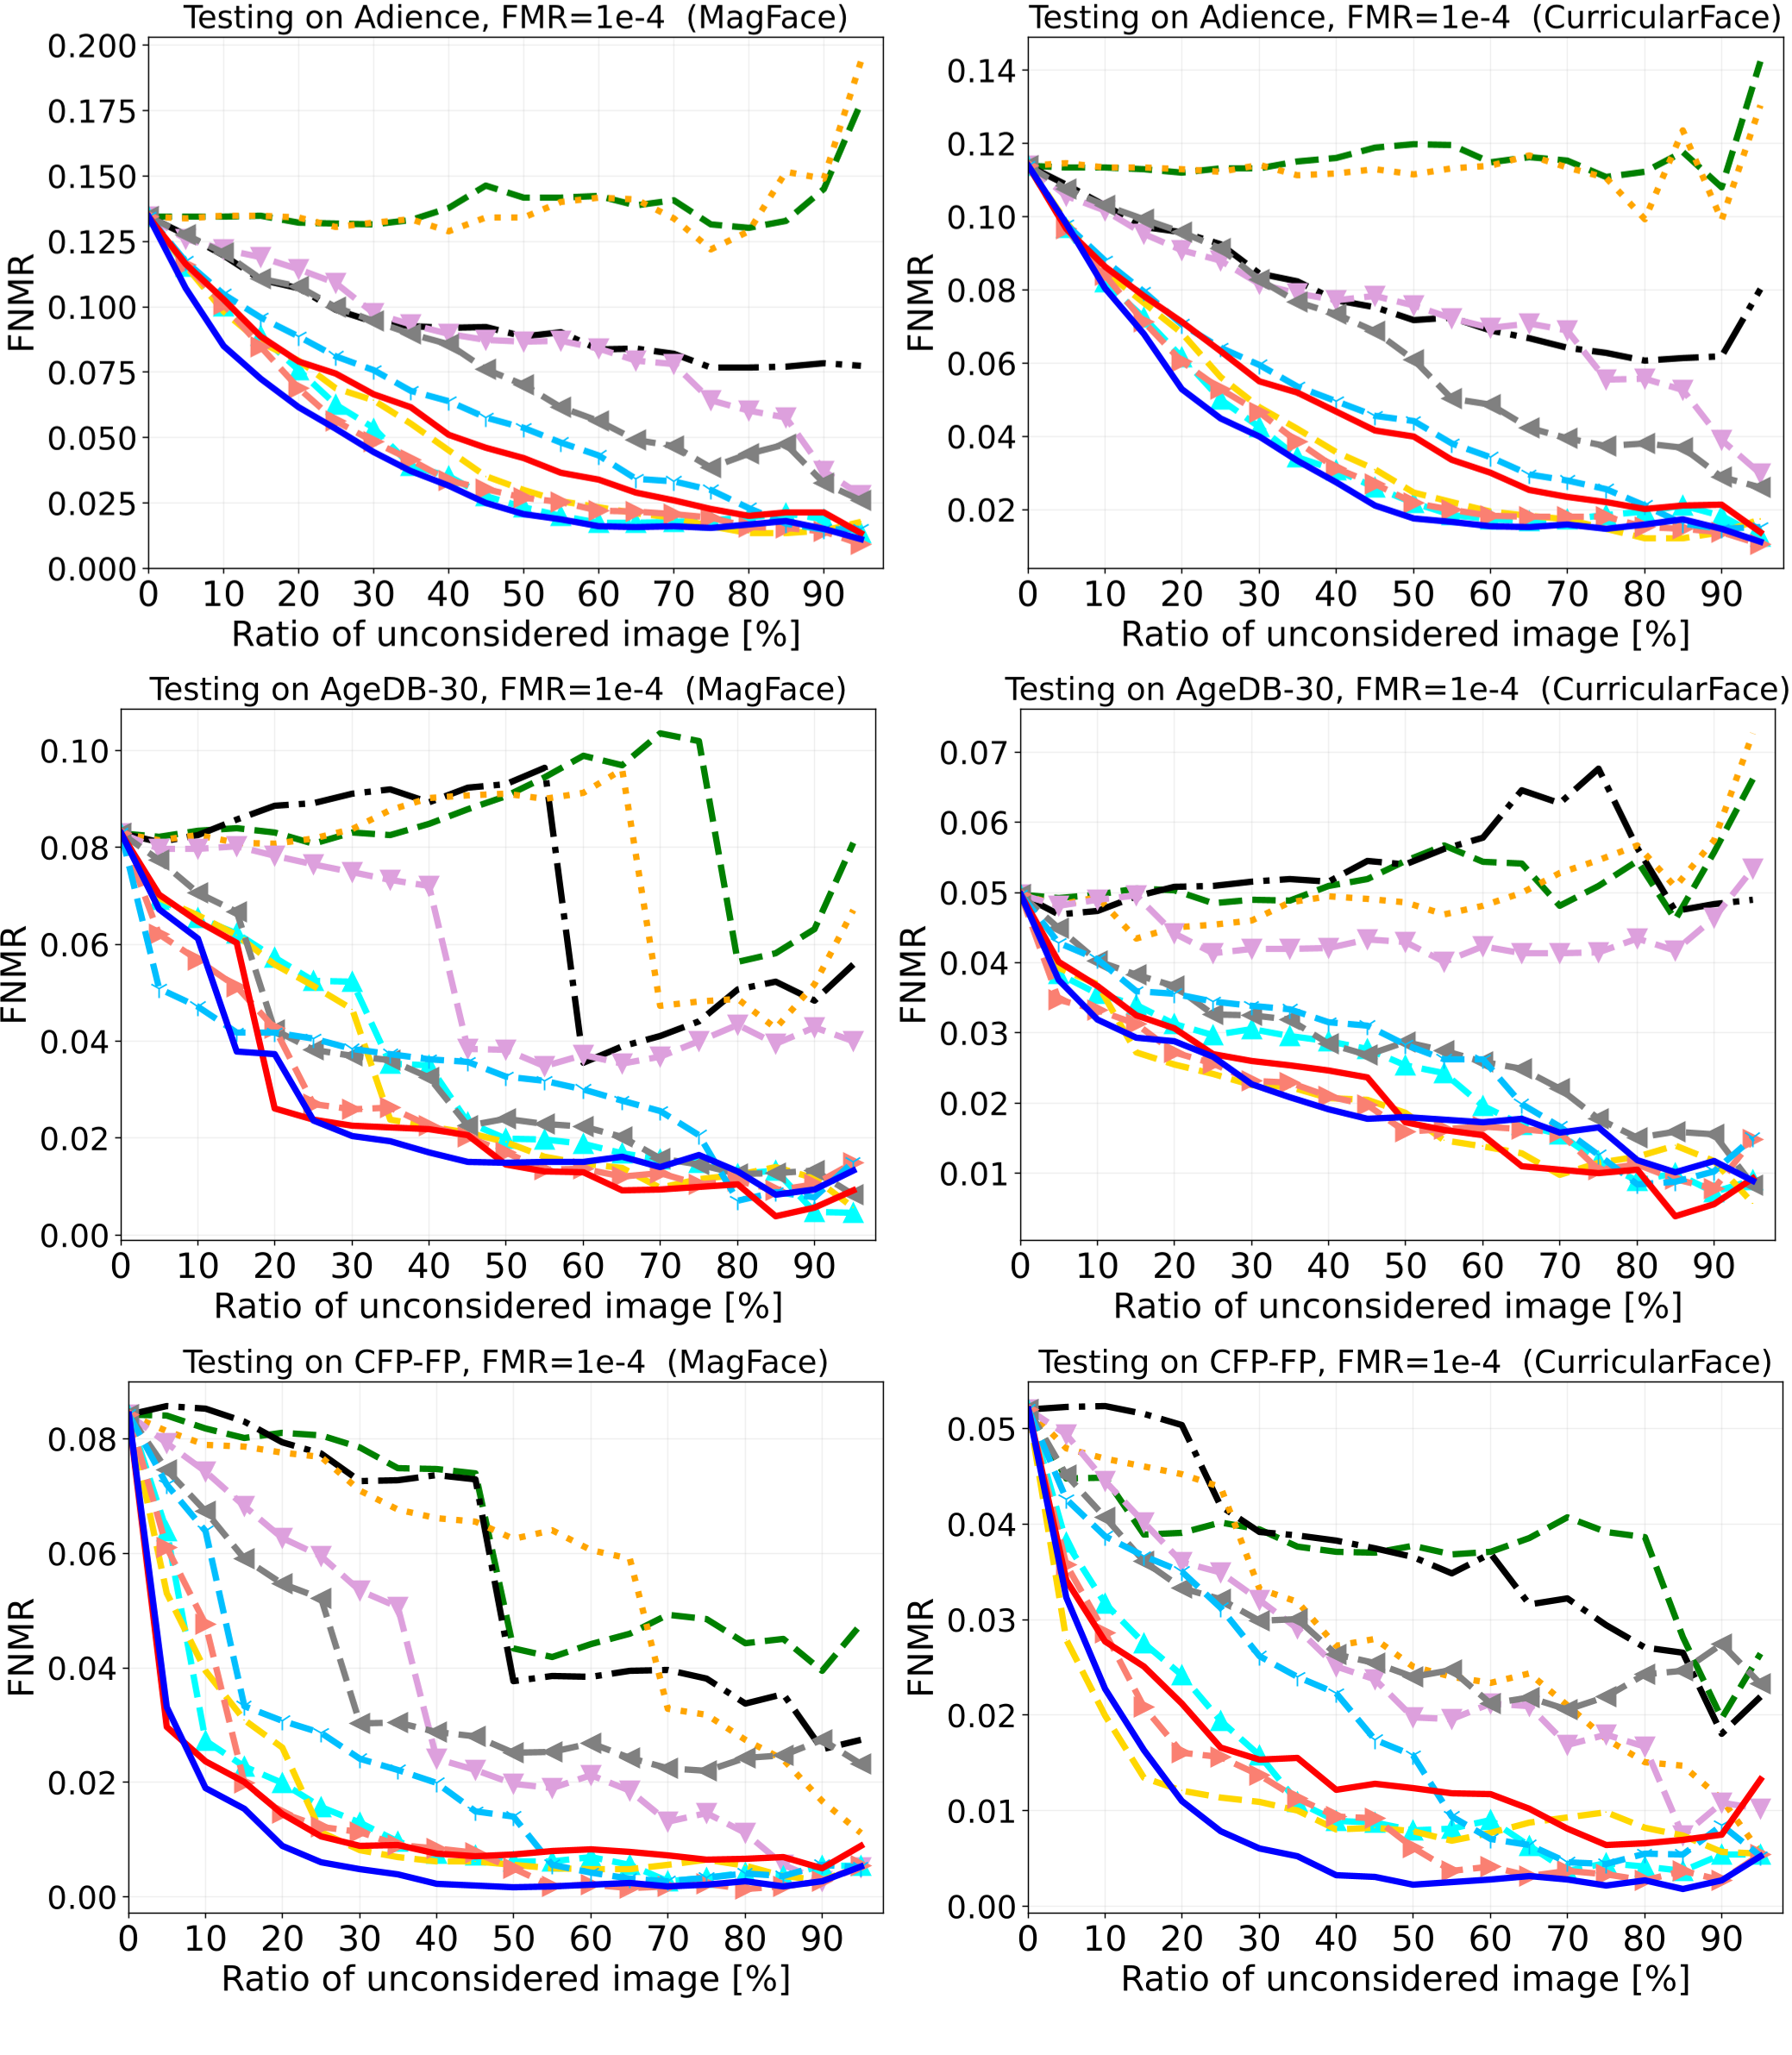 Testing on Adience, FMR=1e-4 (MagFace)
FNMR
0.200
0.175
0.150
0.125
0.100
0.075
0.050
0.025
0.000
0 10 20 30 40 50 60 70 80 90
Ratio of unconsidered image [%]
Testing on Adience, FMR=1e-4 (CurricularFace)
FNMR
0.14
0.12
0.10
0.08
0.06
0.04
0.02
0 10 20 30 40 50 60 70 80 90
Ratio of unconsidered image [%]
Testing on AgeDB-30, FMR=1e-4 (MagFace)
FNMR
0.10
0.08
0.06
0.04
0.02
0.00
0 10 20 30 40 50 60 70 80 90
Ratio of unconsidered image [%]
Testing on AgeDB-30, FMR=1e-4 (CurricularFace)
FNMR
0.07
0.06
0.05
0.04
0.03
0.02
0.01
0 10 20 30 40 50 60 70 80 90
Ratio of unconsidered image [%]
Testing on CFP-FP, FMR=1e-4 (MagFace)
FNMR
0.08
0.06
0.04
0.02
0.00
0 10 20 30 40 50 60 70 80 90
Ratio of unconsidered image [%]
Testing on CFP-FP, FMR=1e-4 (CurricularFace)
FNMR
0.05
0.04
0.03
0.02
0.01
0.00
0 10 20 30 40 50 60 70 80 90
Ratio of unconsidered image [%]